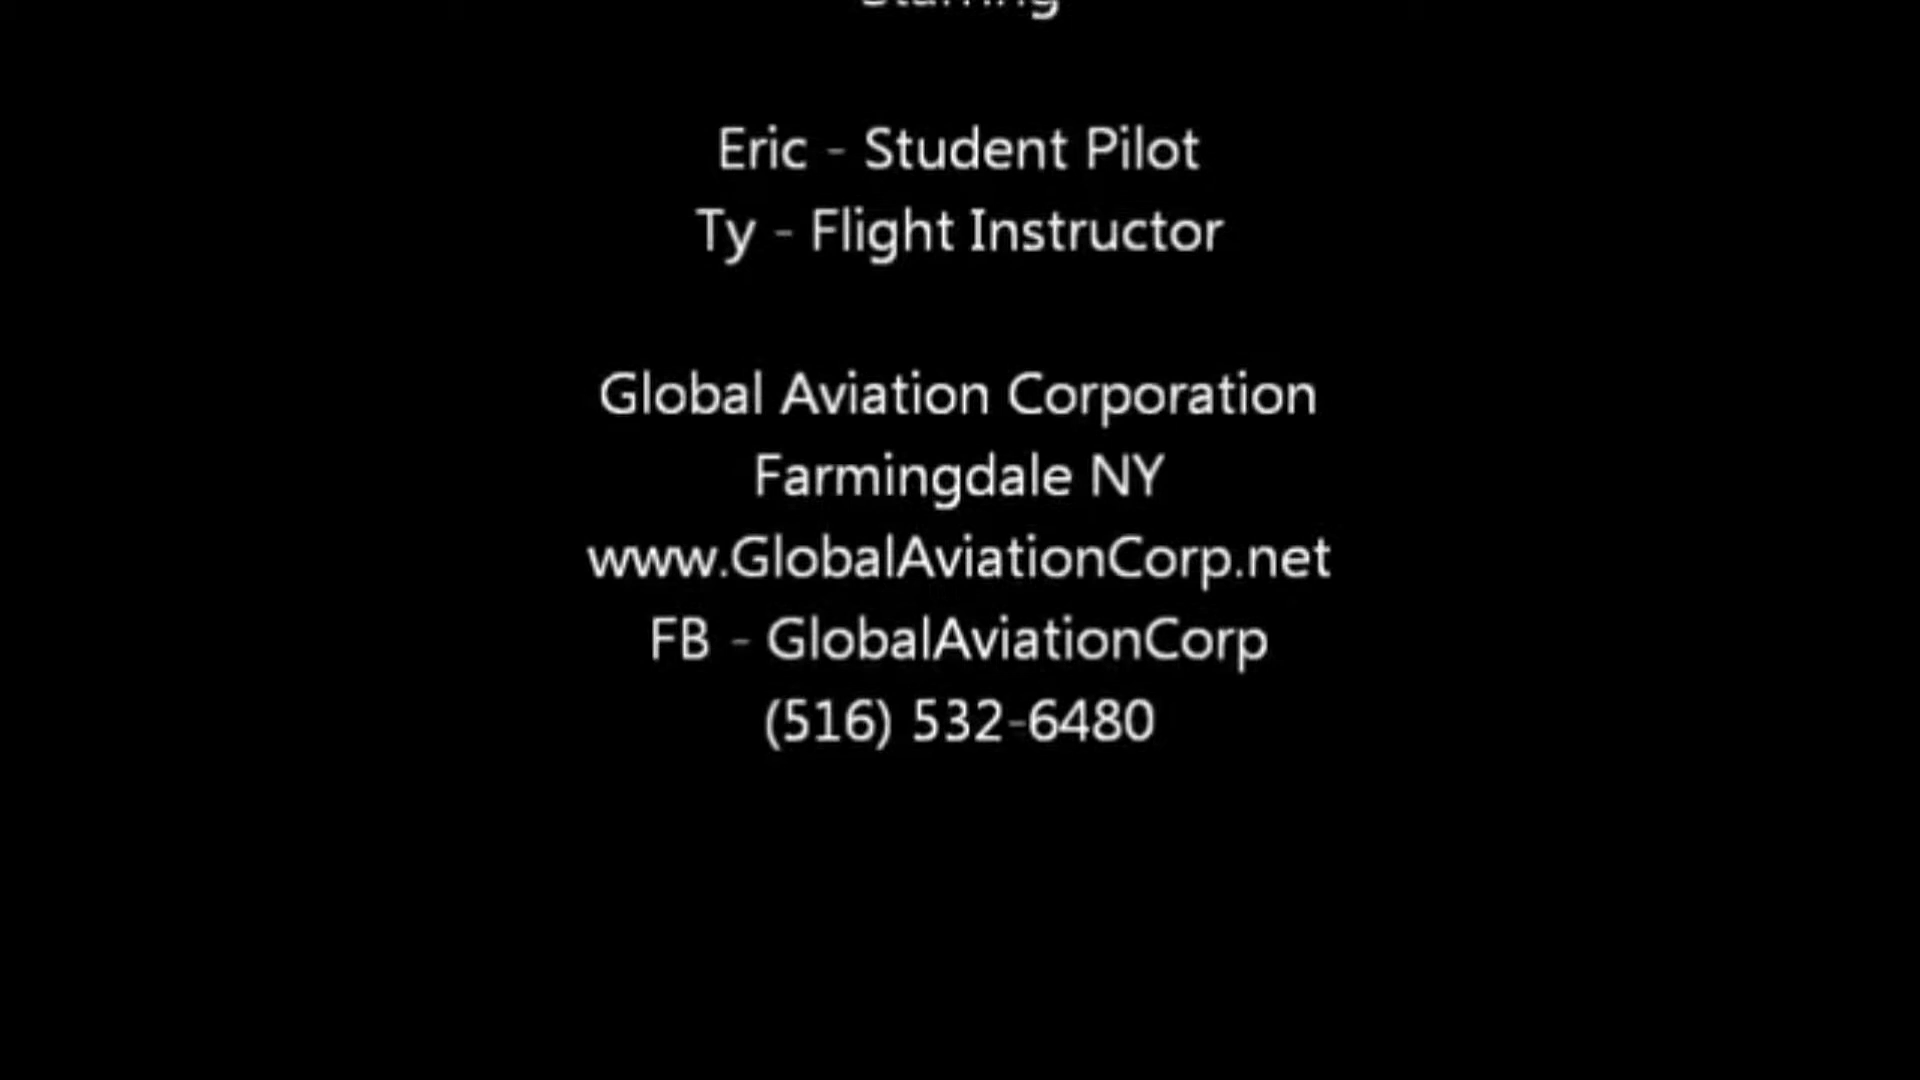 Starring
Eric - Student Pilot
Ty - Flight Instructor
Global Aviation Corporation
Farmingdale NY
www.GlobalAviationCorp.net
FB - GlobalAviationCorp
(516) 532-6480